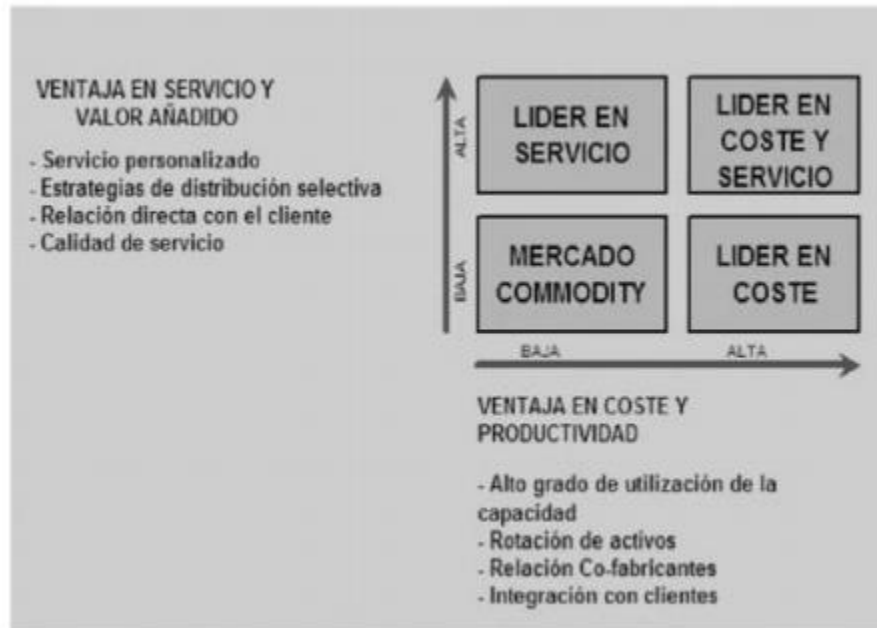 VENTAJA EN SERVICIO Y
VALOR AÑADIDO
- Servicio personalizado
- Estrategias de distribución selectiva
- Relación directa con el cliente
- Calidad de servicio
ALTA
BAJA
LIDER EN
SERVICIO
LIDER EN
COSTE Y
SERVICIO
MERCADO
COMMODITY
LIDER EN
COSTE
BAJA
ALTA
VENTAJA EN COSTE Y
PRODUCTIVIDAD
- Alto grado de utilización de la
capacidad
- Rotación de activos
- Relación Co-fabricantes
- Integración con clientes